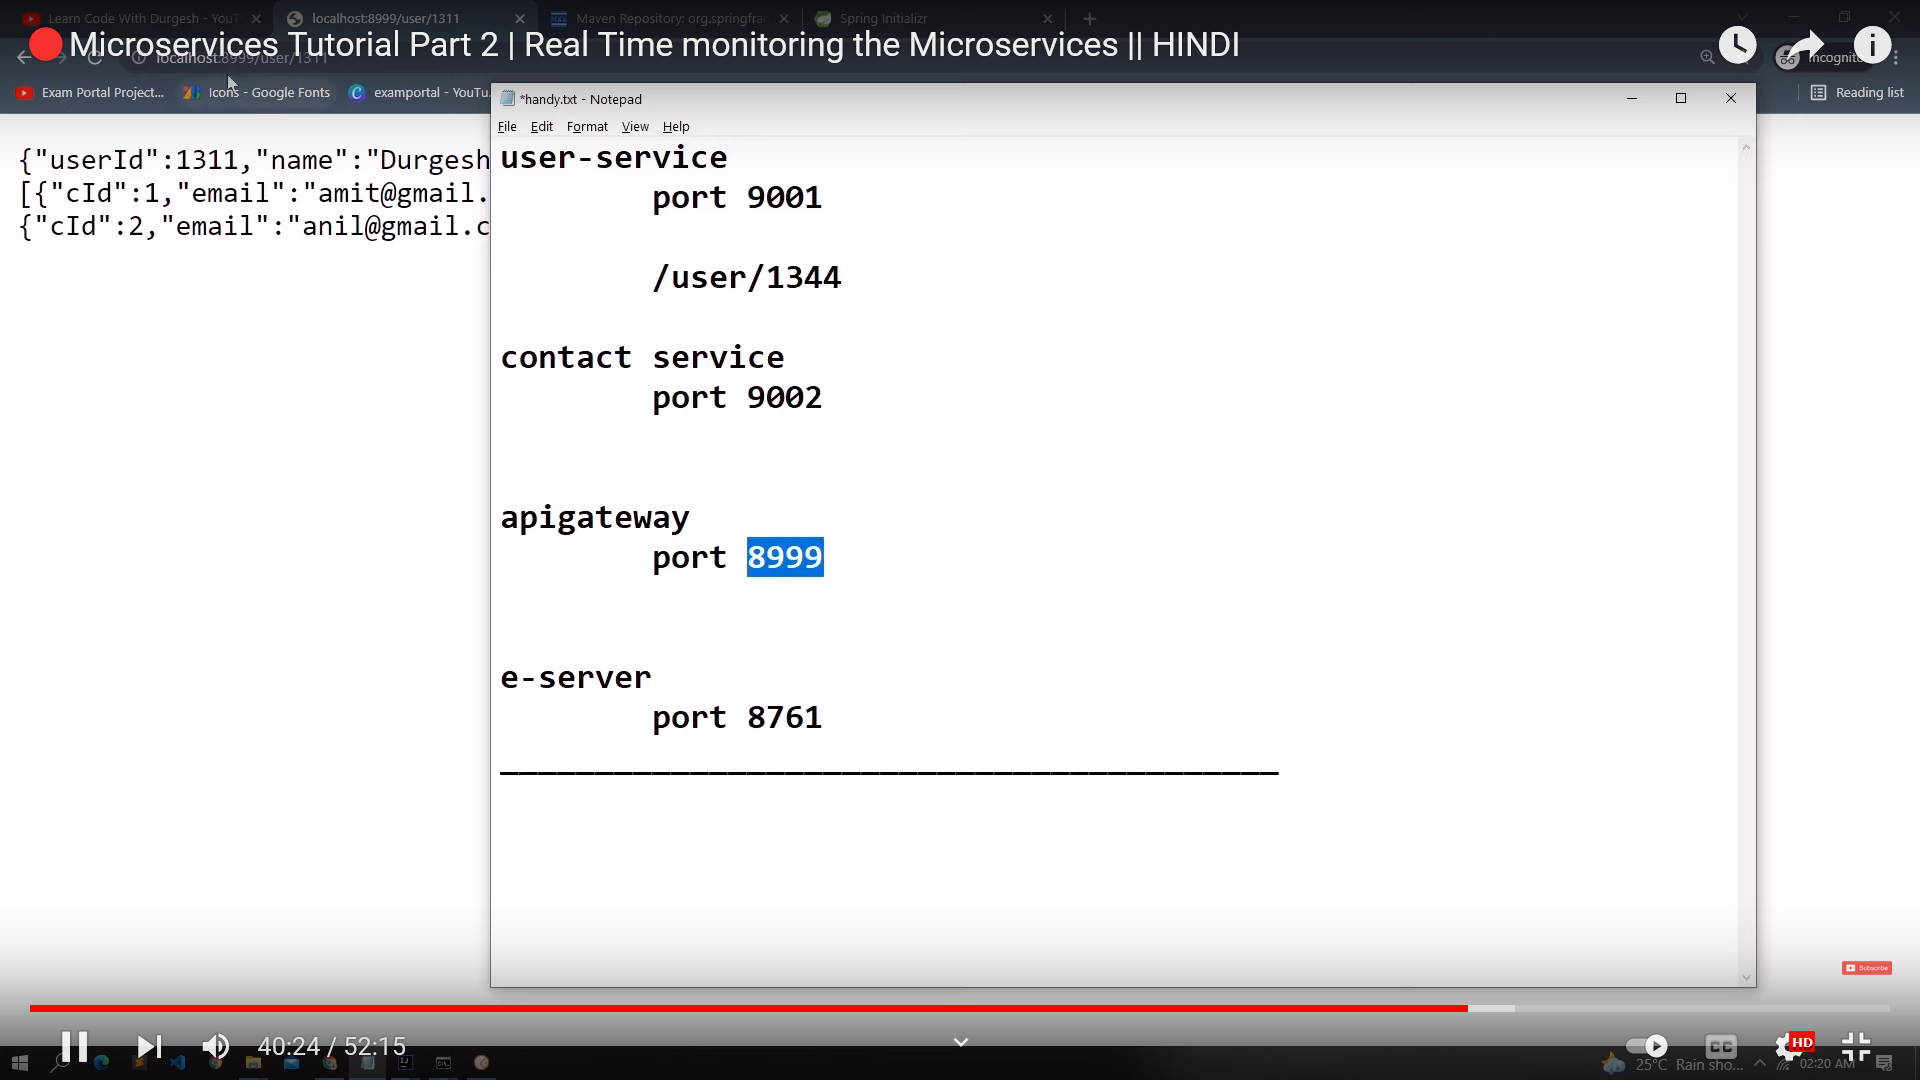 Learn Code With Durgesh - YouT
localhost:8999/user/1311
Maven Repository: org.springfra
Spring Initializr
Microservices Tutorial Part 2 | Real Time monitoring the Microservices || HINDI
localhost:8999/user/1311
Incognito
Exam Portal Project...
Icons - Google Fonts
examportal - YouTu
Reading list
*handy.txt - Notepad
File Edit Format View Help
{"userId":1311,"name":"Durgesh
[{"cId":1,"email":"amit@gmail.
{"cId":2,"email":"anil@gmail.c
user-service
port 9001
/user/1344
contact service
port 9002
apigateway
port 8999
e-server
port 8761
Subscribe
40:24 / 52:15
CC
HD
25°C Rain sho...
02:20 AM